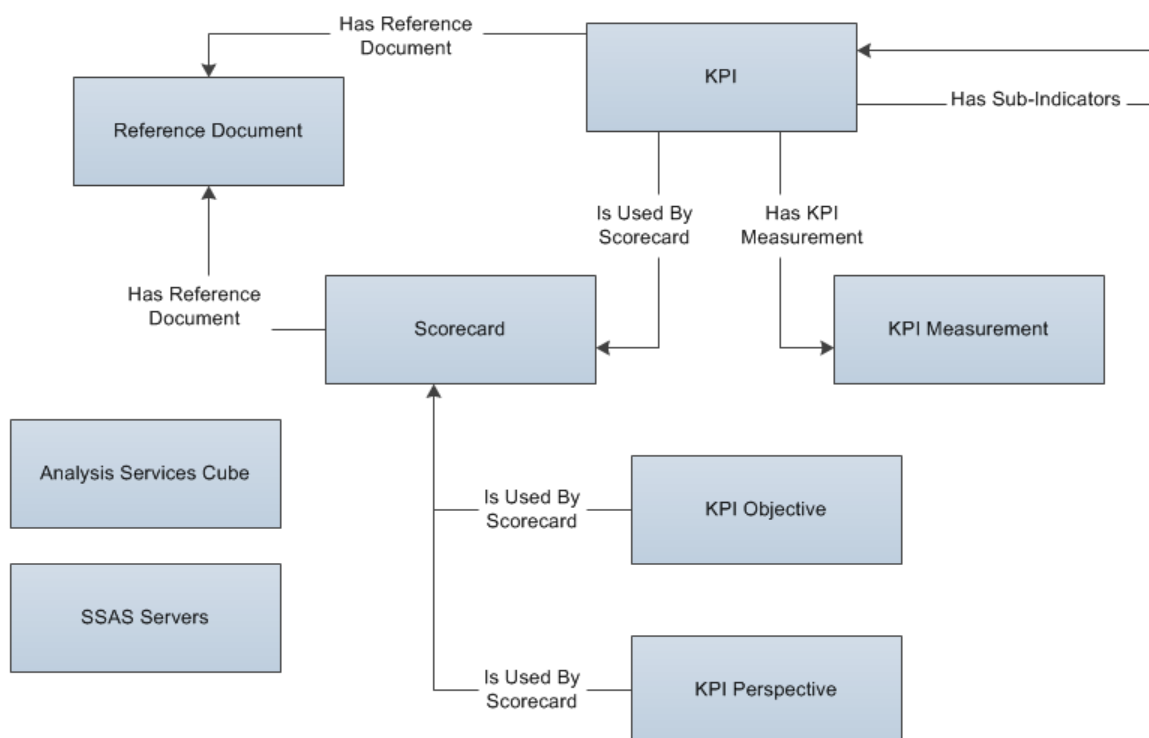 Has Reference
Document
KPI
Has Sub-Indicators
Reference Document
Is Used By
Scorecard
Has KPI
Measurement
Has Reference
Document
Scorecard
KPI Measurement
Analysis Services Cube
Is Used By
Scorecard
KPI Objective
SSAS Servers
Is Used By
Scorecard
KPI Perspective